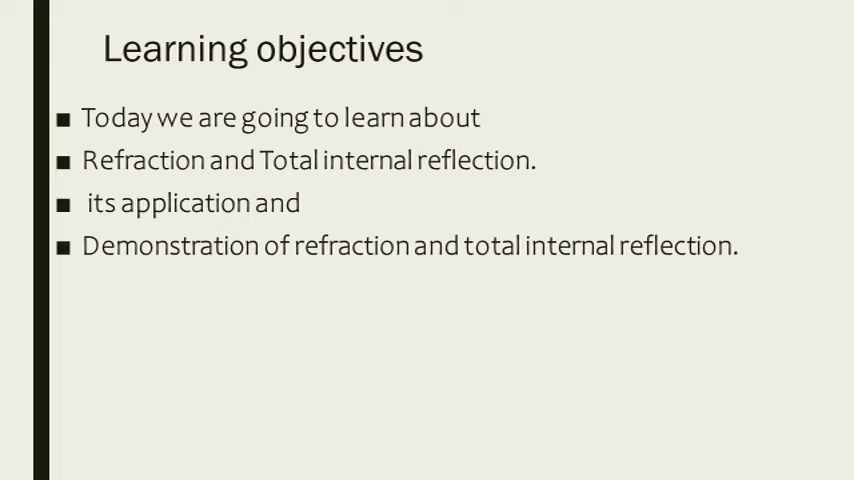 Learning objectives
■ Today we are going to learn about
■ Refraction and Total internal reflection.
■ its application and
■ Demonstration of refraction and total internal reflection.